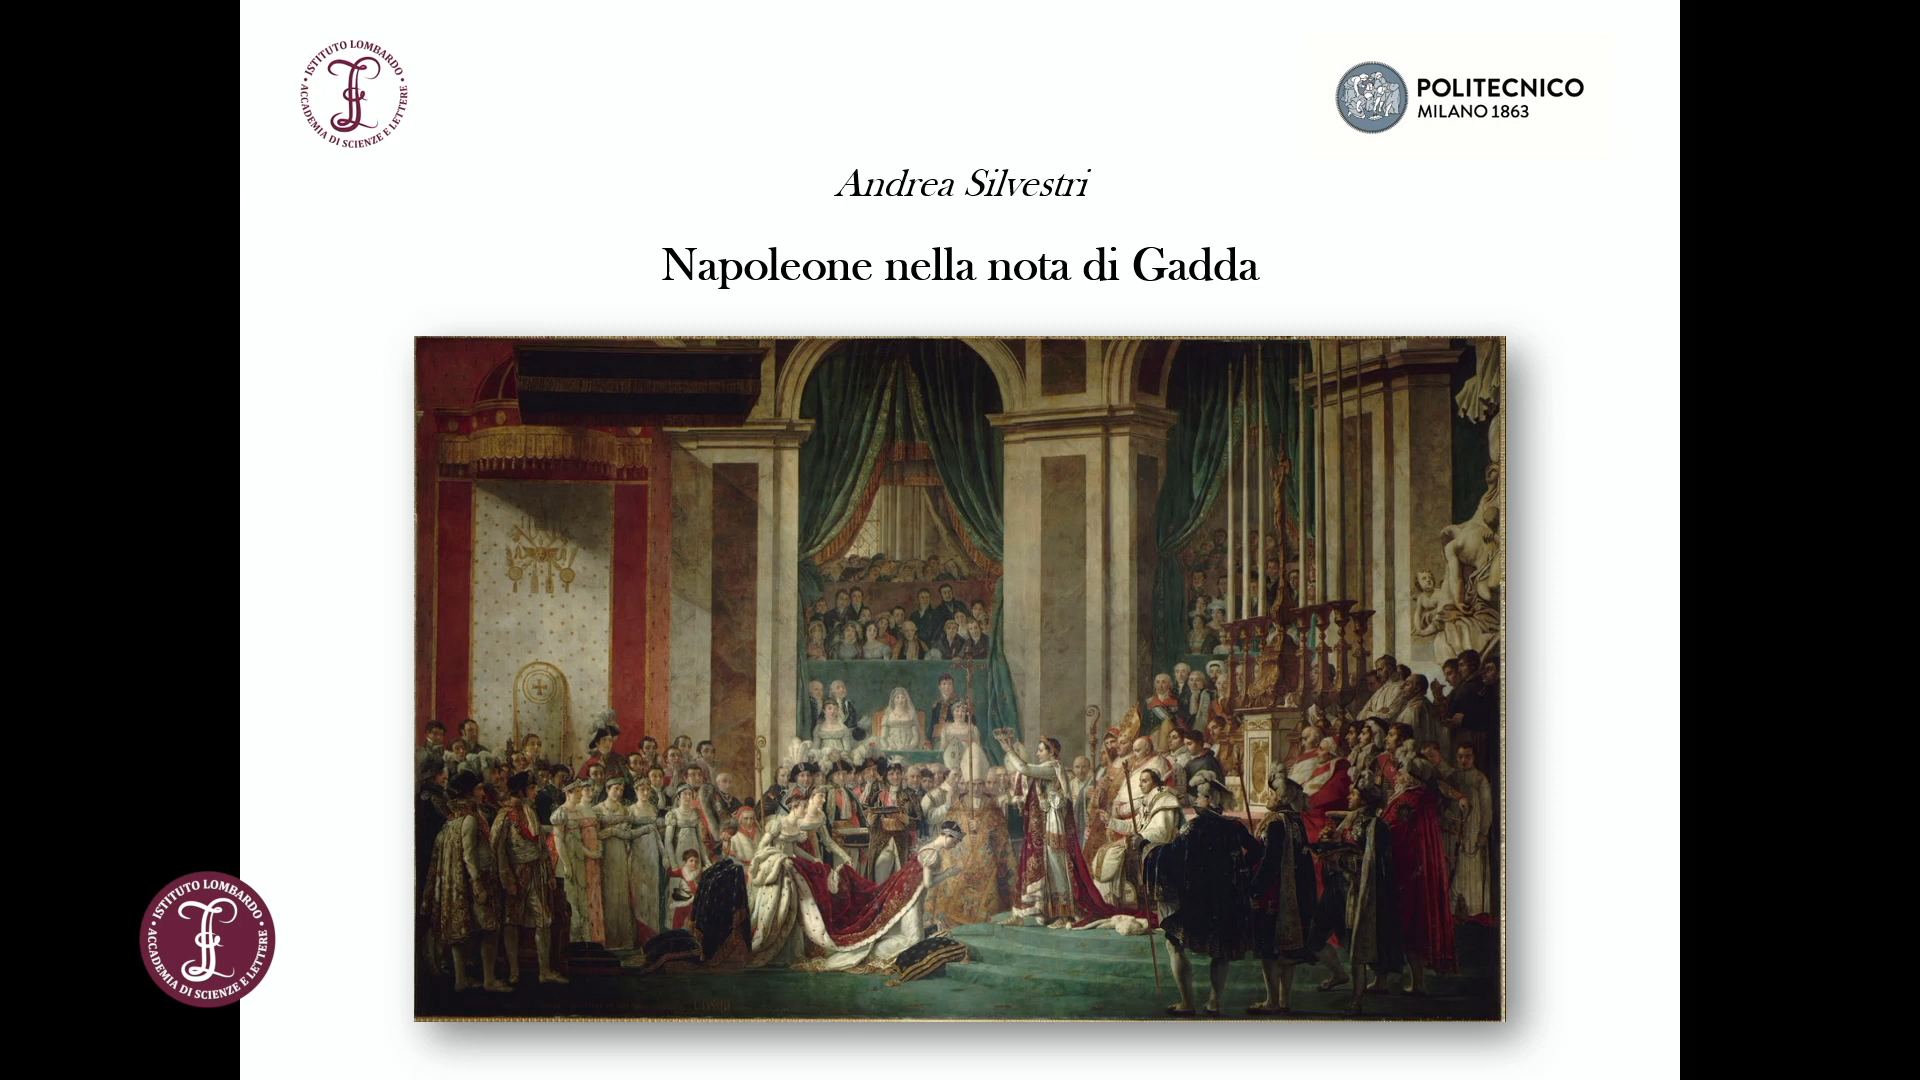 ISTITUTO LOMBARDO
ACCADEMIA DI SCIENZE E LETTERE
POLITECNICO
MILANO 1863
Andrea Silvestri
Napoleone nella nota di Gadda
ISTITUTO LOMBARDO
ACCADEMIA DI SCIENZE E LETTERE